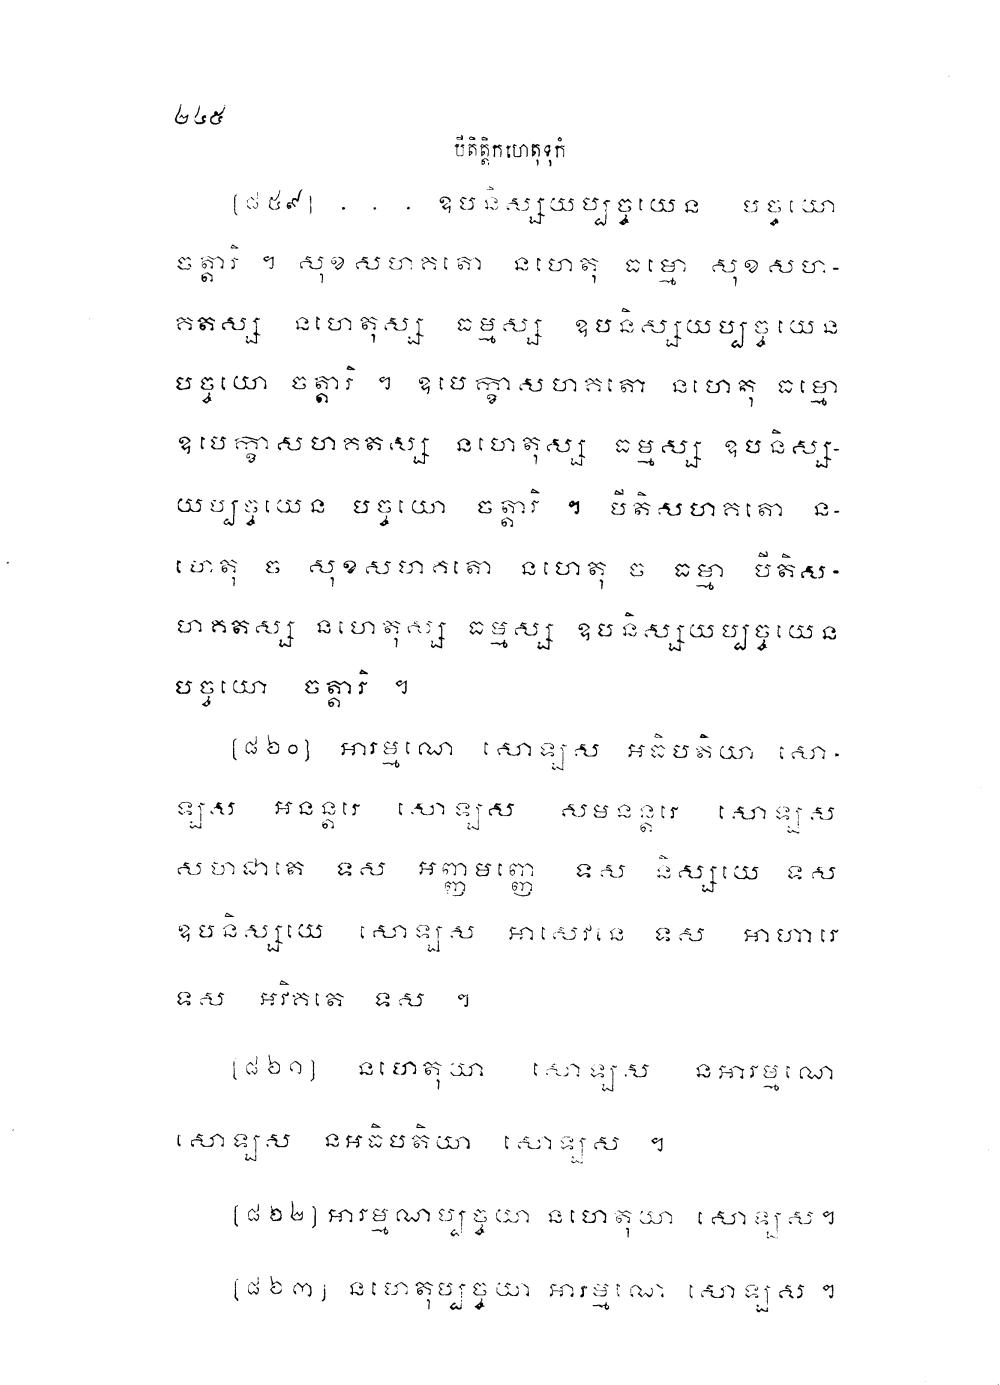 ២៤៥
បីតិត្តិកហេតុទុកំ
[៨៥៩] . . . ឧបនិស្សយប្បច្ចយេន បច្ចយោ
ចត្តារិ ។ សុខសហគតោ នហេតុ ធម្មោ សុខសហ-
គតស្ស នហេតុស្ស ធម្មស្ស ឧបនិស្សយប្បច្ចយេន
បច្ចយោ ចត្តារិ ។ ឧបេក្ខាសហគតោ នហេតុ ធម្មោ
ឧបេក្ខាសហគតស្ស នហេតុស្ស ធម្មស្ស ឧបនិស្ស-
យប្បច្ចយេន បច្ចយោ ចត្តារិ ។ បីតិសហគតោ ន-
ហេតុ ច សុខសហគតោ នហេតុ ច ធម្មា បីតិស-
ហគតស្ស នហេតុស្ស ធម្មស្ស ឧបនិស្សយប្បច្ចយេន
បច្ចយោ ចត្តារិ ។
[៨៦០] អារម្មណេ សោឡ្បស អធិបតិយា សោ-
ឡ្បស អនន្តរេ សោឡ្បស សមនន្តរេ សោឡ្បស
សហជាតេ ទស អញ្ញមញ្ញេ ទស និស្សយេ ទស
ឧបនិស្សយេ សោឡ្បស អាសេវនេ ទស អាហារេ
ទស អវិគតេ ទស ។
[៨៦១] នហេតុយា សោឡ្បស នអារម្មណេ
សោឡ្បស នអធិបតិយា សោឡ្បស ។
[៨៦២] អារម្មណប្បច្ចយា នហេតុយា សោឡ្បស ។
[៨៦៣] នហេតុប្បច្ចយា អារម្មណេ សោឡ្បស ។